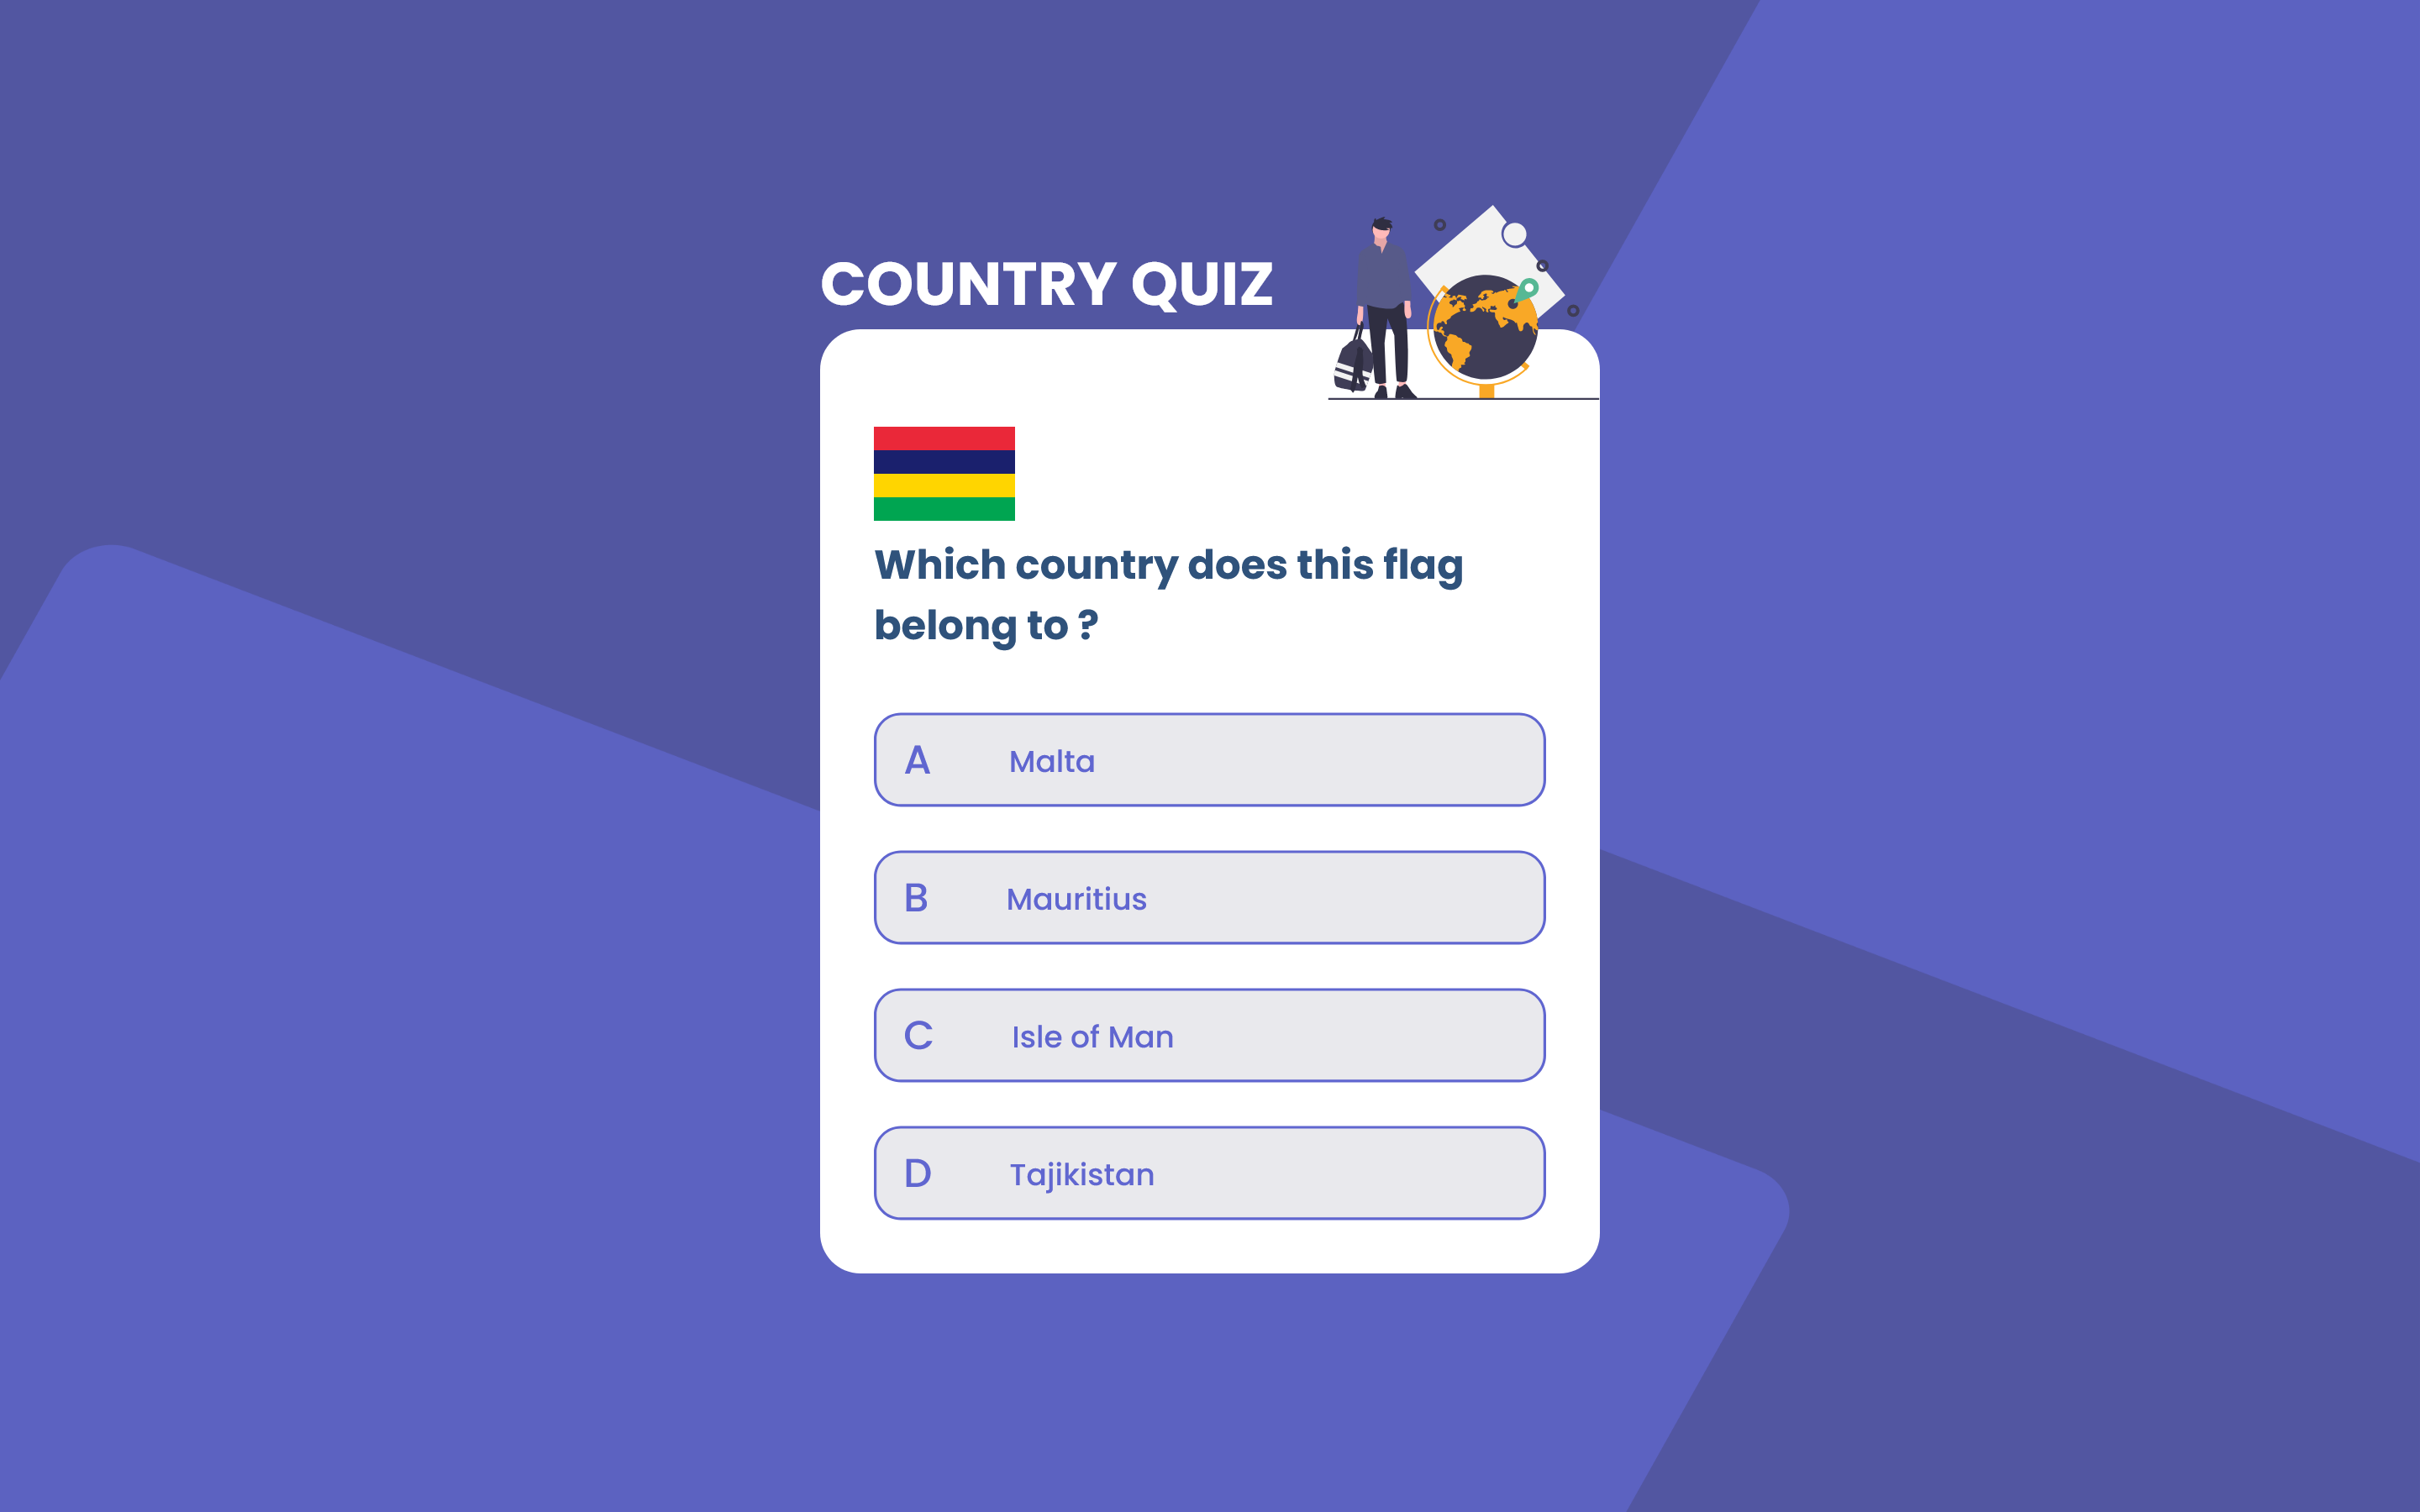 COUNTRY QUIZ
Which country does this flag
belong to ?
A Malta
B Mauritius
C Isle of Man
D Tajikistan